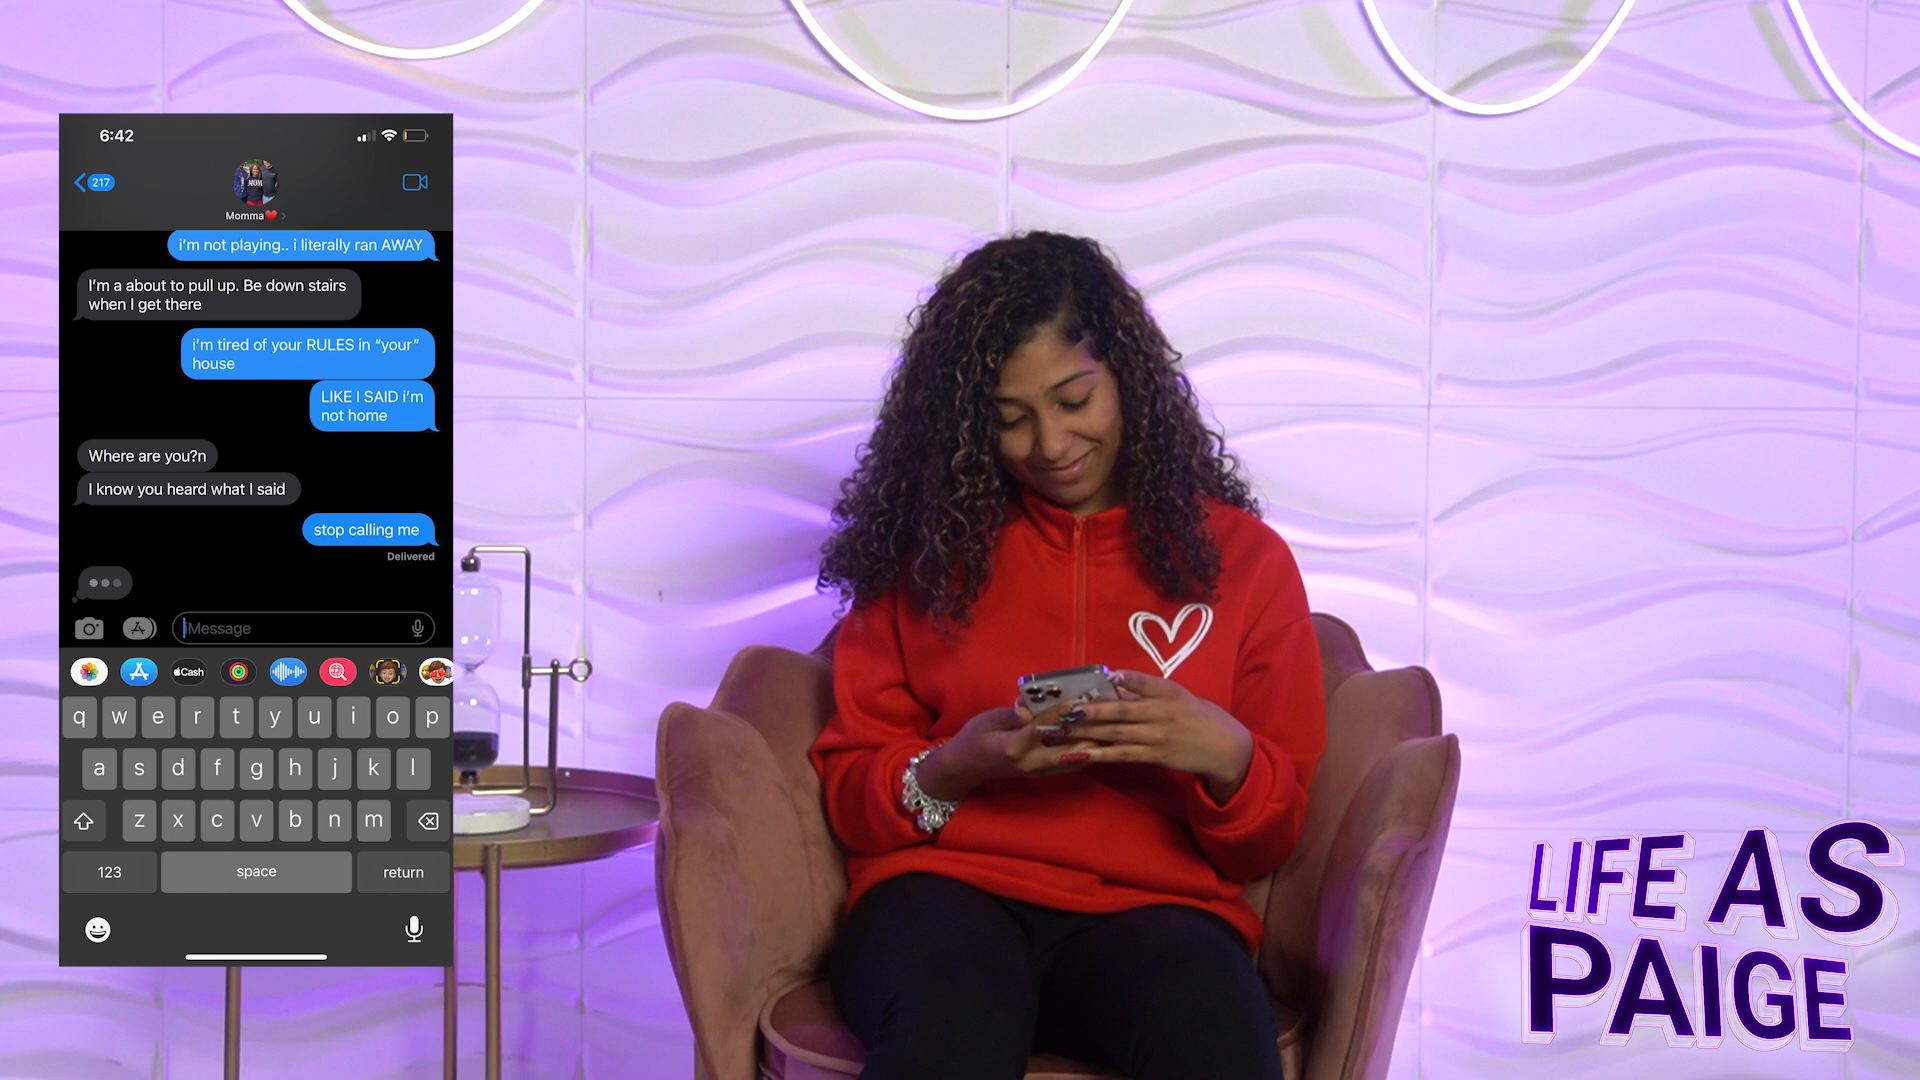 6:42
217
MOM
Momma❤️ >
i'm not playing.. i literally ran AWAY
I'm a about to pull up. Be down stairs
when I get there
i'm tired of your RULES in “your”
house
LIKE I SAID i'm
not home
Where are you?n
I know you heard what I said
stop calling me
Delivered
iMessage
Cash
q w e r t y u i o p
a s d f g h j k l
z x c v b n m
123 space return
LIFE AS
PAIGE